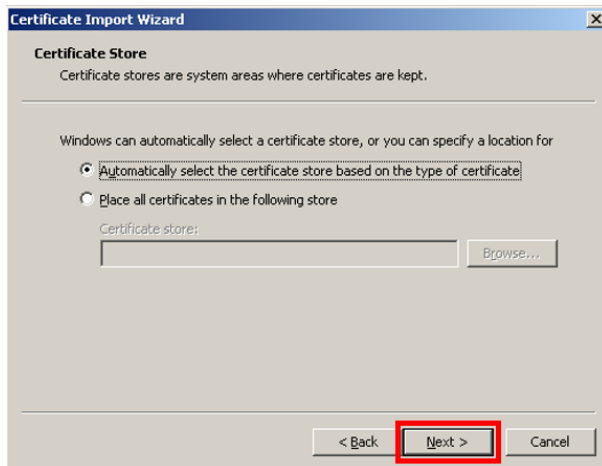 Certificate Import Wizard
Certificate Store
Certificate stores are system areas where certificates are kept.
Windows can automatically select a certificate store, or you can specify a location for
Automatically select the certificate store based on the type of certificate
Place all certificates in the following store
Certificate store:
Browse...
< Back
Next >
Cancel